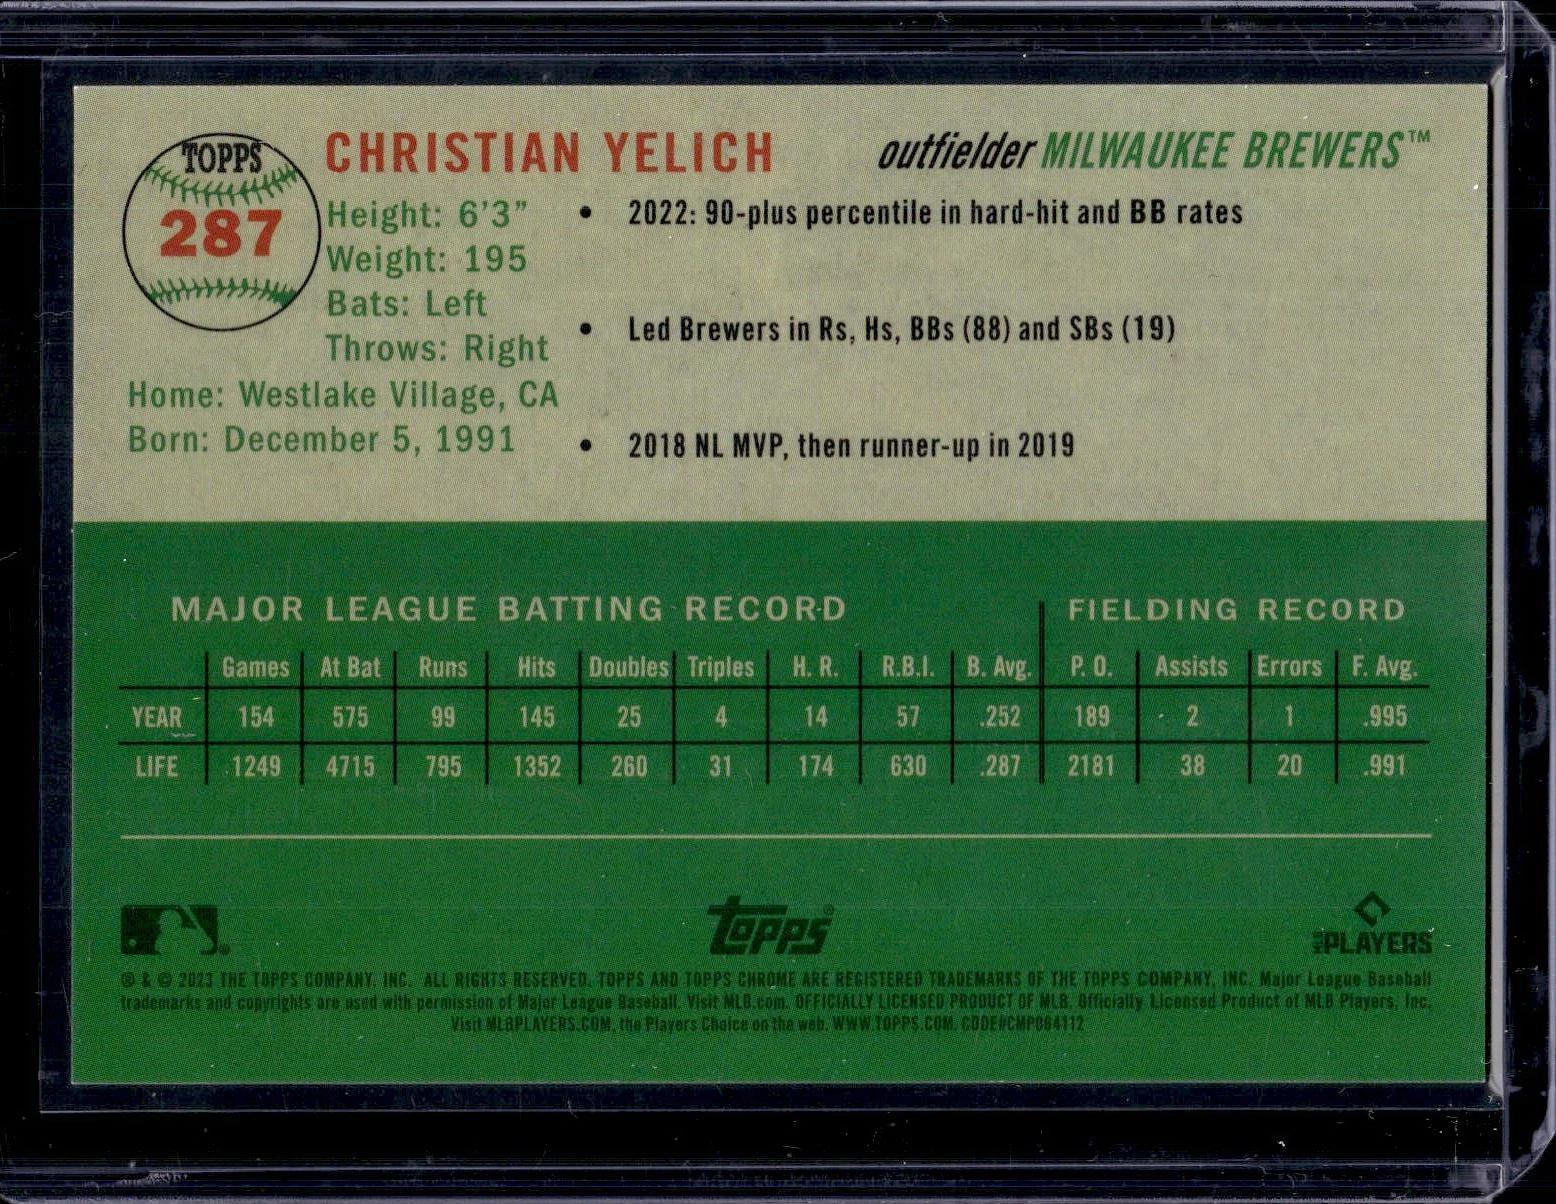 TOPPS
287
CHRISTIAN YELICH
outfielder MILWAUKEE BREWERS™
Height: 6'3"
Weight: 195
Bats: Left
Throws: Right
Home: Westlake Village, CA
Born: December 5, 1991
• 2022: 90-plus percentile in hard-hit and BB rates
• Led Brewers in Rs, Hs, BBs (88) and SBs (19)
• 2018 NL MVP, then runner-up in 2019
MAJOR LEAGUE BATTING RECORD FIELDING RECORD
Games At Bat Runs Hits Doubles Triples H. R. R.B.I. B. Avg. P. O. Assists Errors F. Avg.
YEAR 154 575 99 145 25 4 14 57 .252 189 2 1 .995
LIFE 1249 4715 795 1352 260 31 174 630 .287 2181 38 20 .991
topps®
MLB PLAYERS
® & © 2023 THE TOPPS COMPANY, INC. ALL RIGHTS RESERVED. TOPPS AND TOPPS CHROME ARE REGISTERED TRADEMARKS OF THE TOPPS COMPANY, INC. Major League Baseball
trademarks and copyrights are used with permission of Major League Baseball. Visit MLB.com. OFFICIALLY LICENSED PRODUCT OF MLB. Officially Licensed Product of MLB Players, Inc.
Visit MLBPLAYERS.COM, the Players Choice on the web. WWW.TOPPS.COM. CODE#CMP064112